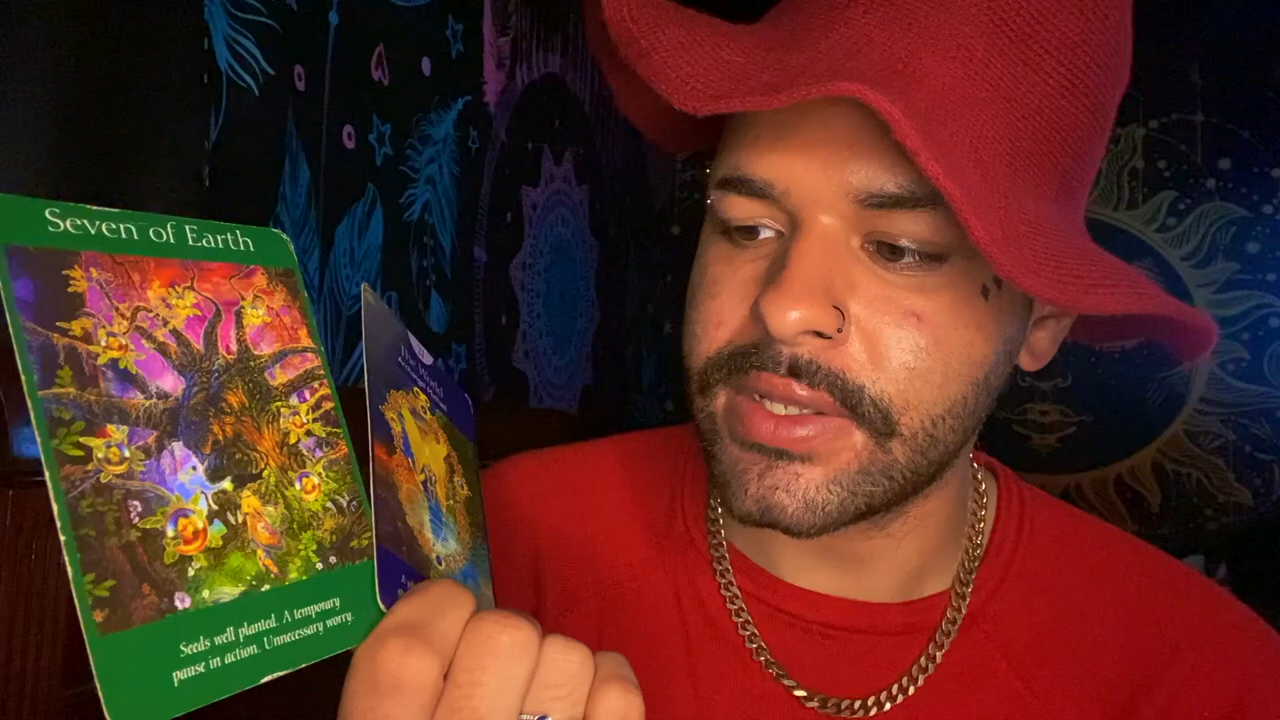 Seven of Earth
Seeds well planted. A temporary
pause in action. Unnecessary worry.
The World